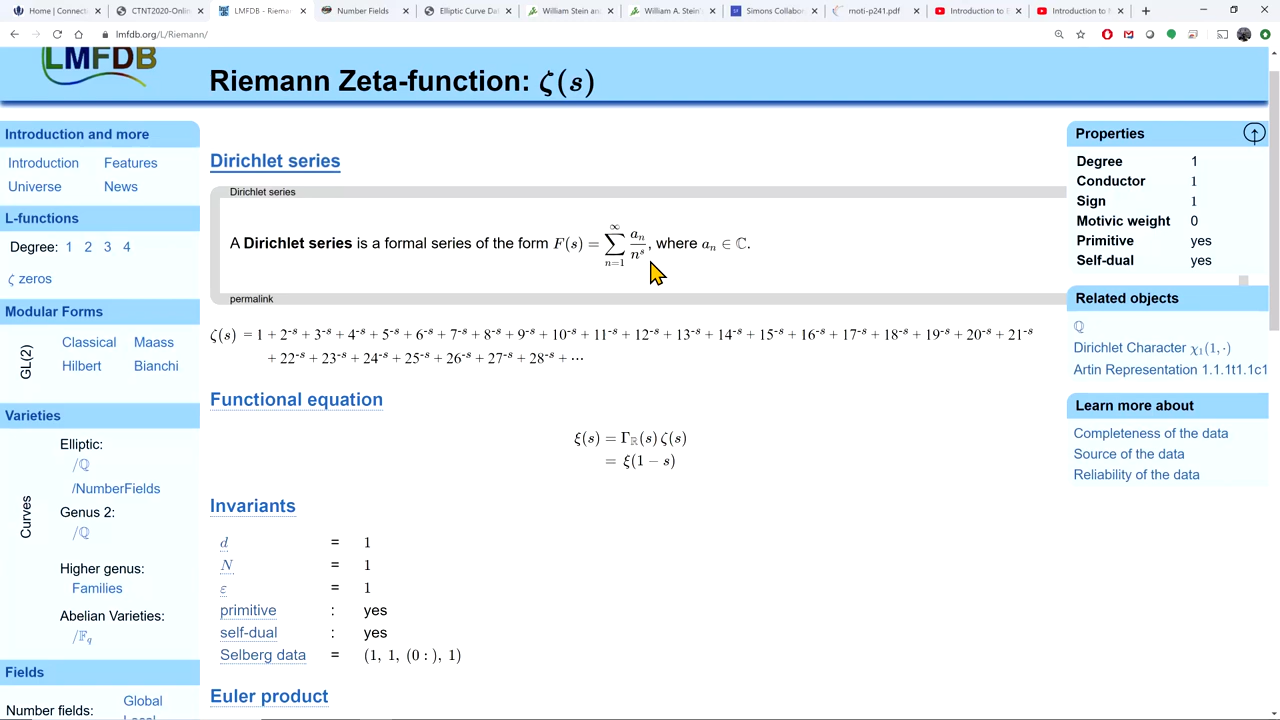 Home | Connecti
CTNT2020-Onlin
LMFDB - Rieman
Number Fields
Elliptic Curve Dat
William Stein an
William A. Stein'
Simons Collabor
moti-p241.pdf
Introduction to E
Introduction to M
lmfdb.org/L/Riemann/
LMFDB
Riemann Zeta-function: ζ(s)
Introduction and more
Introduction Features
Universe News
L-functions
Degree: 1 2 3 4
ζ zeros
Modular Forms
GL(2)
Classical Maass
Hilbert Bianchi
Varieties
Curves
Elliptic:
/ℚ
/NumberFields
Genus 2:
/ℚ
Higher genus:
Families
Abelian Varieties:
/𝔽q
Fields
Number fields: Global
Local
Dirichlet series
Dirichlet series
A Dirichlet series is a formal series of the form F(s) = ∑_{n=1}^{∞} a_n/n^s, where a_n ∈ ℂ.
permalink
ζ(s) = 1 + 2^-s + 3^-s + 4^-s + 5^-s + 6^-s + 7^-s + 8^-s + 9^-s + 10^-s + 11^-s + 12^-s + 13^-s + 14^-s + 15^-s + 16^-s + 17^-s + 18^-s + 19^-s + 20^-s + 21^-s
+ 22^-s + 23^-s + 24^-s + 25^-s + 26^-s + 27^-s + 28^-s + ⋯
Functional equation
ξ(s) = Γ_ℝ(s) ζ(s)
= ξ(1 − s)
Invariants
d = 1
N = 1
ε = 1
primitive : yes
self-dual : yes
Selberg data = (1, 1, (0 : ), 1)
Euler product
Properties
Degree 1
Conductor 1
Sign 1
Motivic weight 0
Primitive yes
Self-dual yes
Related objects
ℚ
Dirichlet Character χ₁(1, ·)
Artin Representation 1.1.1t1.1c1
Learn more about
Completeness of the data
Source of the data
Reliability of the data